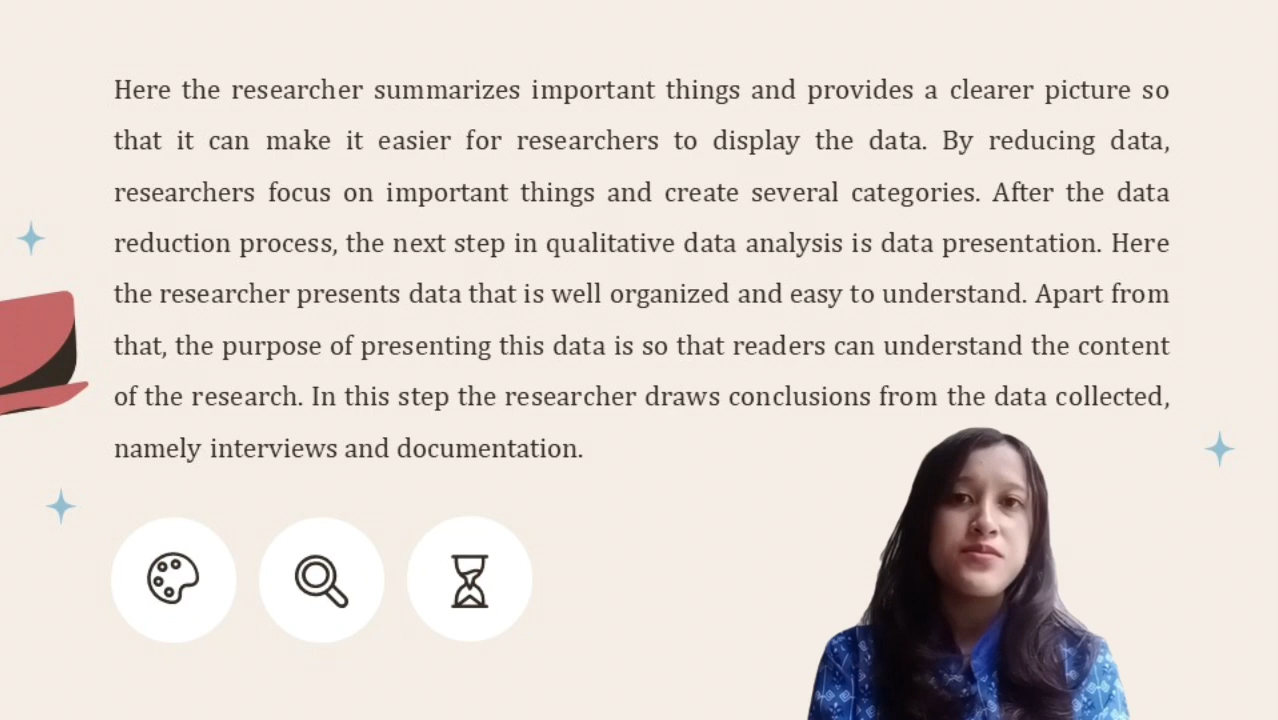 Here the researcher summarizes important things and provides a clearer picture so
that it can make it easier for researchers to display the data. By reducing data,
researchers focus on important things and create several categories. After the data
reduction process, the next step in qualitative data analysis is data presentation. Here
the researcher presents data that is well organized and easy to understand. Apart from
that, the purpose of presenting this data is so that readers can understand the content
of the research. In this step the researcher draws conclusions from the data collected,
namely interviews and documentation.